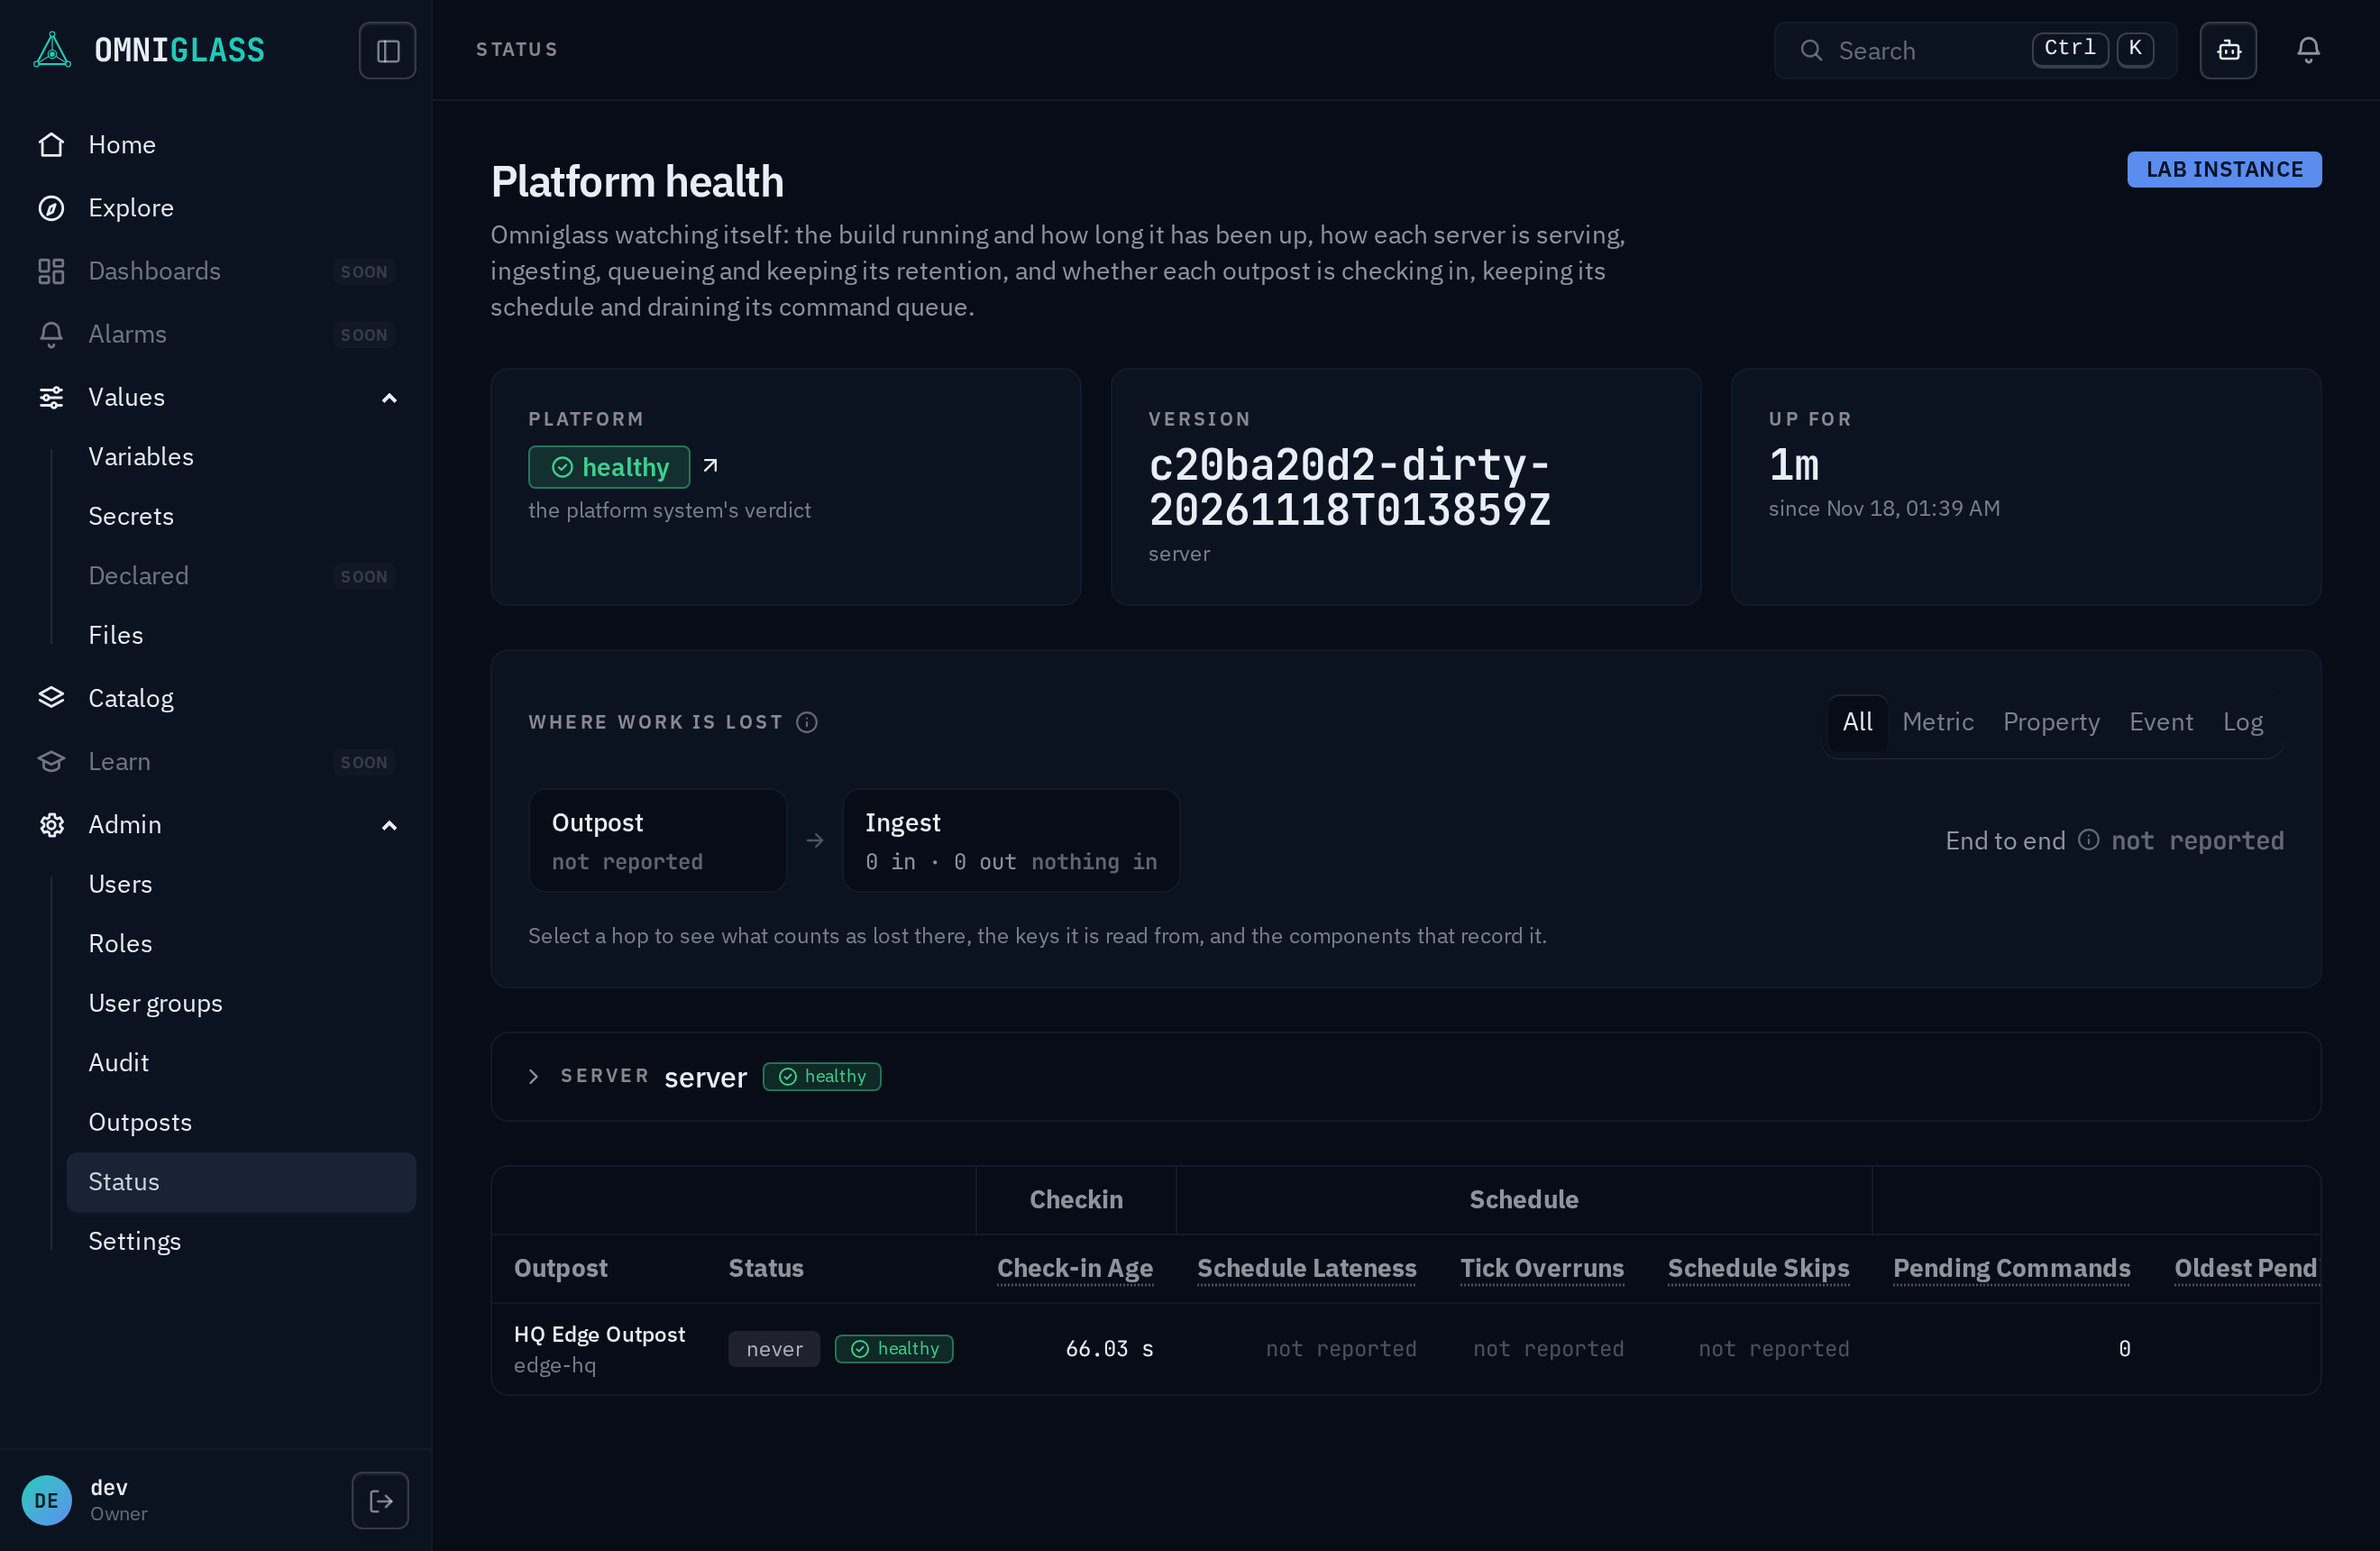 OMNIGLASS
STATUS
Search
Ctrl
K
Home
Explore
Dashboards
SOON
Alarms
SOON
Values
Variables
Secrets
Declared
SOON
Files
Catalog
Learn
SOON
Admin
Users
Roles
User groups
Audit
Outposts
Status
Settings
DE
dev
Owner
Platform health
LAB INSTANCE
Omniglass watching itself: the build running and how long it has been up, how each server is serving,
ingesting, queueing and keeping its retention, and whether each outpost is checking in, keeping its
schedule and draining its command queue.
PLATFORM
healthy
the platform system's verdict
VERSION
c20ba20d2-dirty-
20261118T013859Z
server
UP FOR
1m
since Nov 18, 01:39 AM
WHERE WORK IS LOST
All
Metric
Property
Event
Log
Outpost
not reported
Ingest
0 in · 0 out nothing in
End to end
not reported
Select a hop to see what counts as lost there, the keys it is read from, and the components that record it.
SERVER server healthy
Checkin
Schedule
Outpost
Status
Check-in Age
Schedule Lateness
Tick Overruns
Schedule Skips
Pending Commands
Oldest Pend
HQ Edge Outpost
edge-hq
never
healthy
66.03 s
not reported
not reported
not reported
0